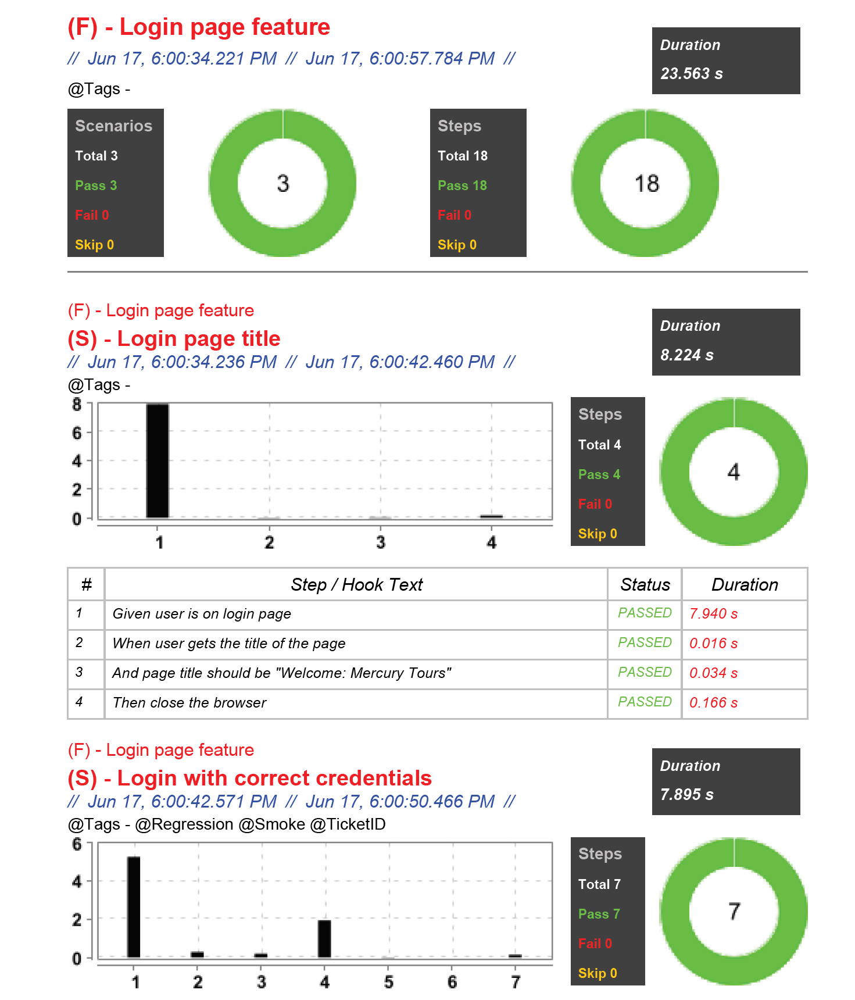 (F) - Login page feature
// Jun 17, 6:00:34.221 PM // Jun 17, 6:00:57.784 PM //
@Tags -
Duration
23.563 s
Scenarios
Total 3
Pass 3
Fail 0
Skip 0
3
Steps
Total 18
Pass 18
Fail 0
Skip 0
18
(F) - Login page feature
(S) - Login page title
// Jun 17, 6:00:34.236 PM // Jun 17, 6:00:42.460 PM //
@Tags -
Duration
8.224 s
8
6
4
2
0
1 2 3 4
Steps
Total 4
Pass 4
Fail 0
Skip 0
4
# Step / Hook Text Status Duration
1 Given user is on login page PASSED 7.940 s
2 When user gets the title of the page PASSED 0.016 s
3 And page title should be "Welcome: Mercury Tours" PASSED 0.034 s
4 Then close the browser PASSED 0.166 s
(F) - Login page feature
(S) - Login with correct credentials
// Jun 17, 6:00:42.571 PM // Jun 17, 6:00:50.466 PM //
@Tags - @Regression @Smoke @TicketID
Duration
7.895 s
6
4
2
0
1 2 3 4 5 6 7
Steps
Total 7
Pass 7
Fail 0
Skip 0
7